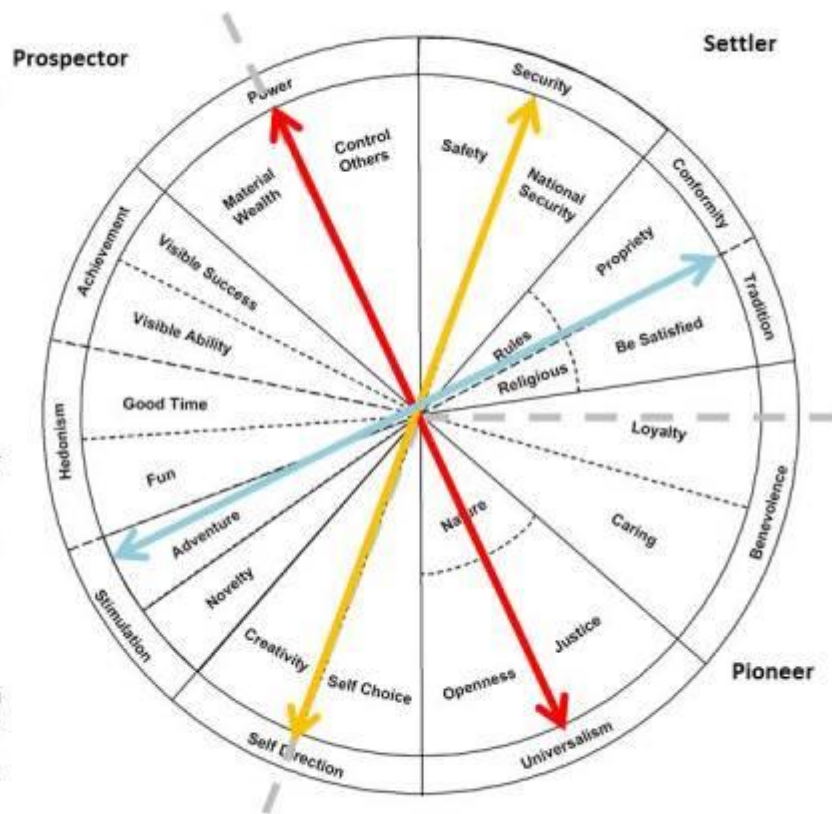 Prospector
Settler
Power
Security
Control
Others
Safety
Material
Wealth
National
Security
Conformity
Achievement
Visible Success
Propriety
Tradition
Visible Ability
Rules
Be Satisfied
Religious
Good Time
Hedonism
Loyalty
Fun
Benevolence
Adventure
Nature
Caring
Stimulation
Novelty
Creativity
Self Choice
Openness
Justice
Pioneer
Self Direction
Universalism